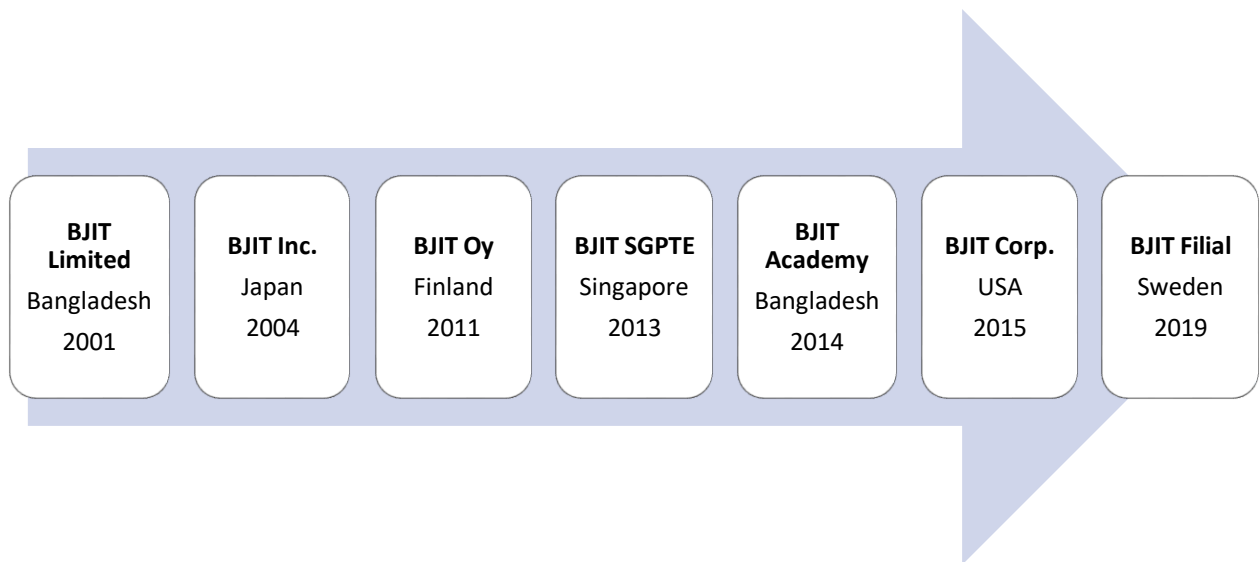 BJIT
Limited
Bangladesh
2001
BJIT Inc.
Japan
2004
BJIT Oy
Finland
2011
BJIT SGPTE
Singapore
2013
BJIT
Academy
Bangladesh
2014
BJIT Corp.
USA
2015
BJIT Filial
Sweden
2019